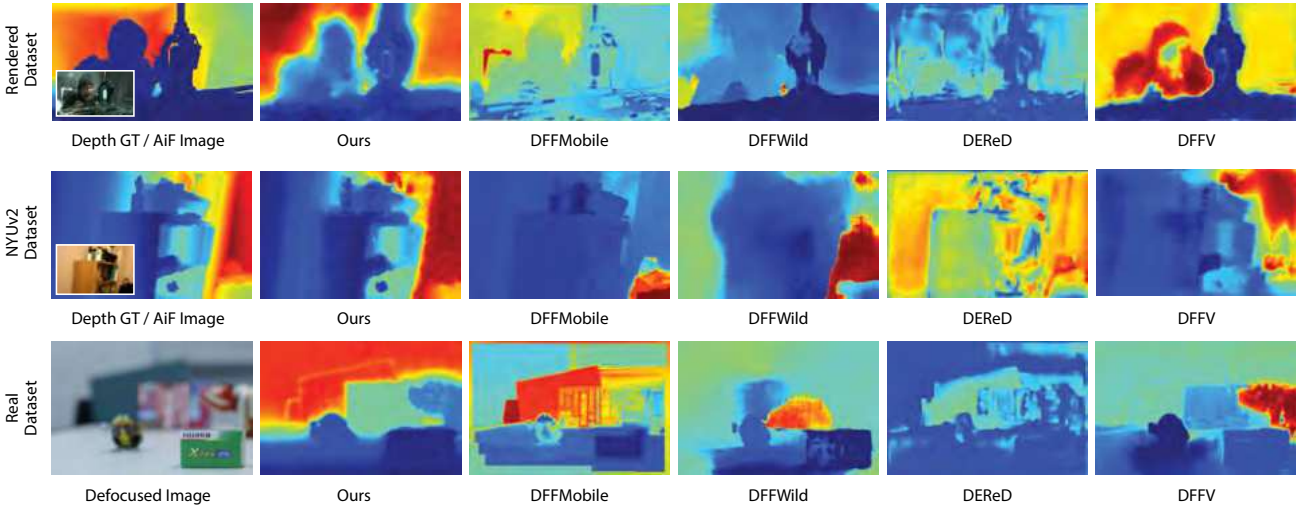 Rendered
Dataset
Depth GT / AiF Image
Ours
DFFMobile
DFFWild
DEReD
DFFV
NYUv2
Dataset
Depth GT / AiF Image
Ours
DFFMobile
DFFWild
DEReD
DFFV
Real
Dataset
Defocused Image
Ours
DFFMobile
DFFWild
DEReD
DFFV